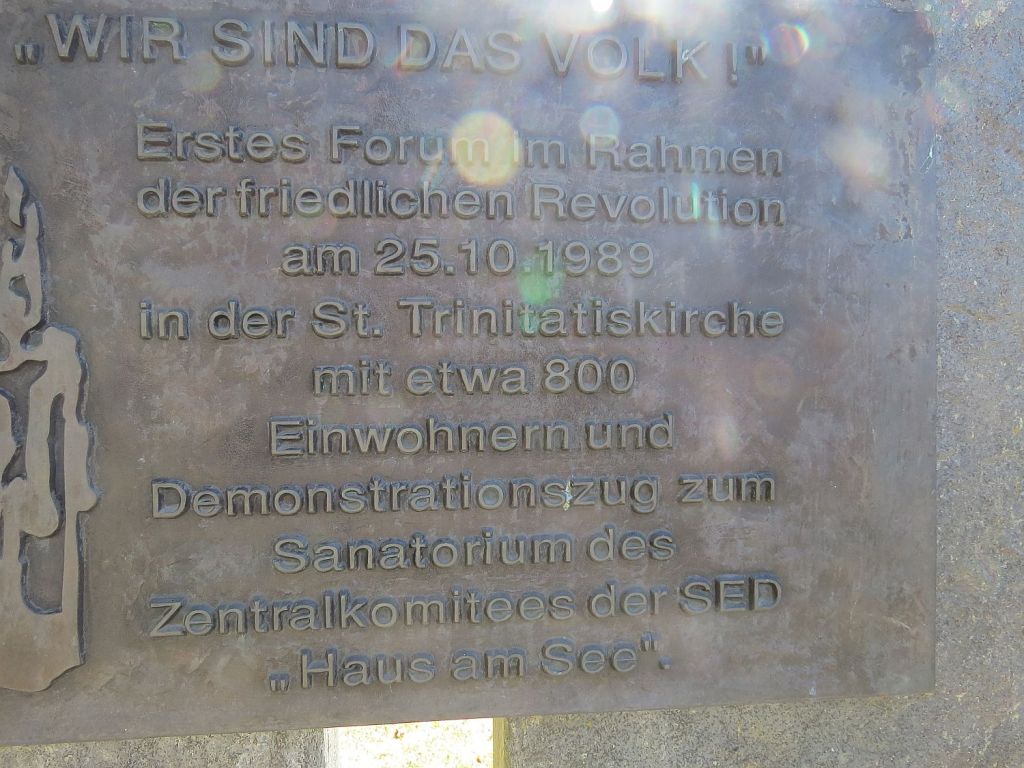 „WIR SIND DAS VOLK!"
Erstes Forum im Rahmen
der friedlichen Revolution
am 25.10.1989
in der St. Trinitatiskirche
mit etwa 800
Einwohnern und
Demonstrationszug zum
Sanatorium des
Zentralkomitees der SED
„Haus am See".